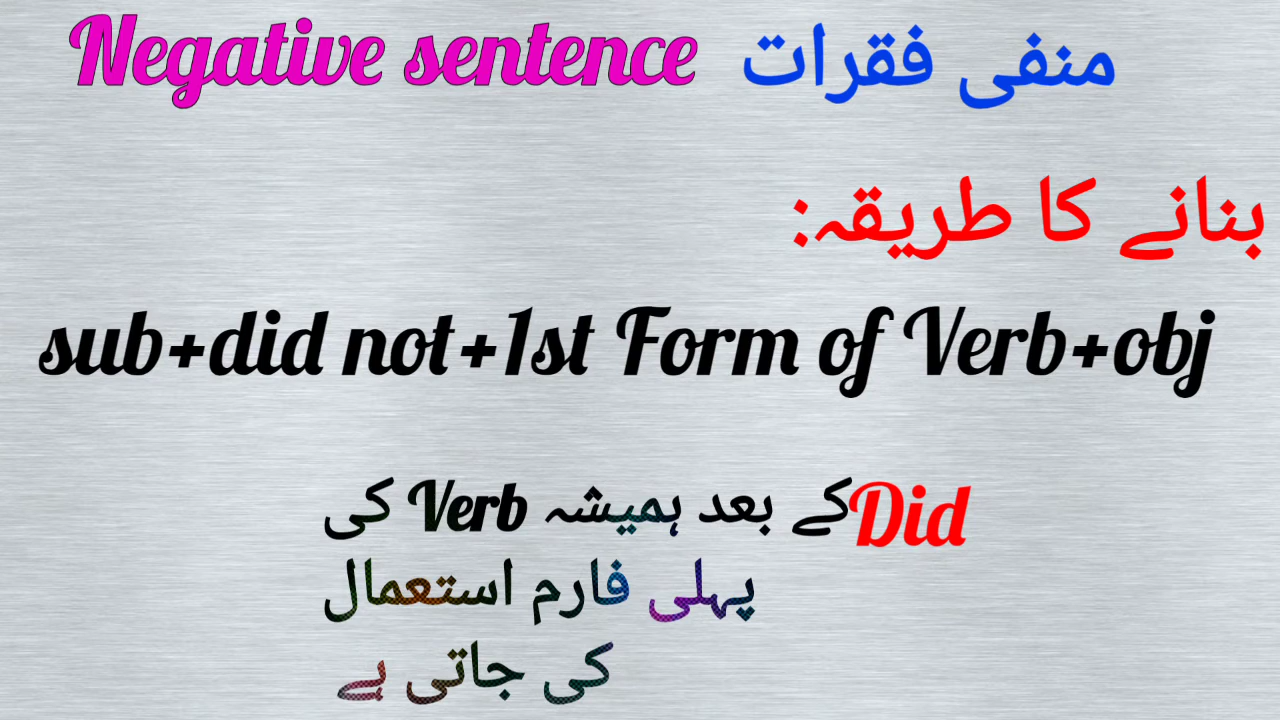 Negative sentence منفی فقرات
بنانے کا طریقہ:
sub+did not+1st Form of Verb+obj
Did کے بعد ہمیشہ Verb کی
پہلی فارم استعمال
کی جاتی ہے